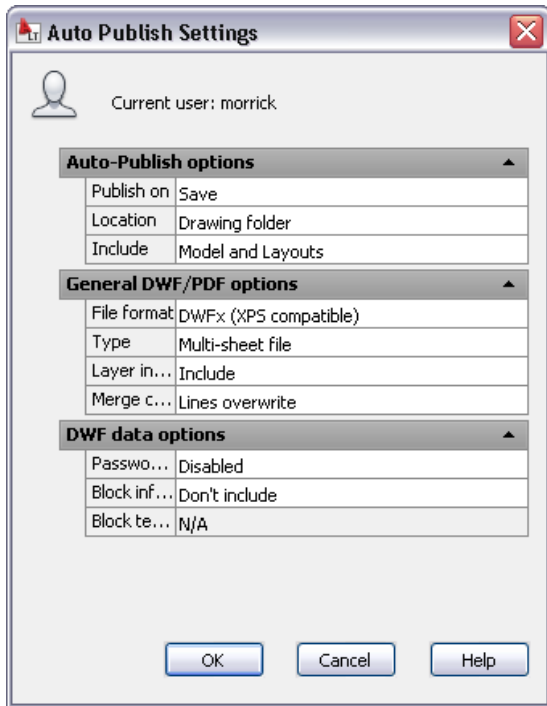 LT Auto Publish Settings
Current user: morrick
Auto-Publish options
Publish on Save
Location Drawing folder
Include Model and Layouts
General DWF/PDF options
File format DWFx (XPS compatible)
Type Multi-sheet file
Layer in... Include
Merge c... Lines overwrite
DWF data options
Passwo... Disabled
Block inf... Don't include
Block te... N/A
OK Cancel Help